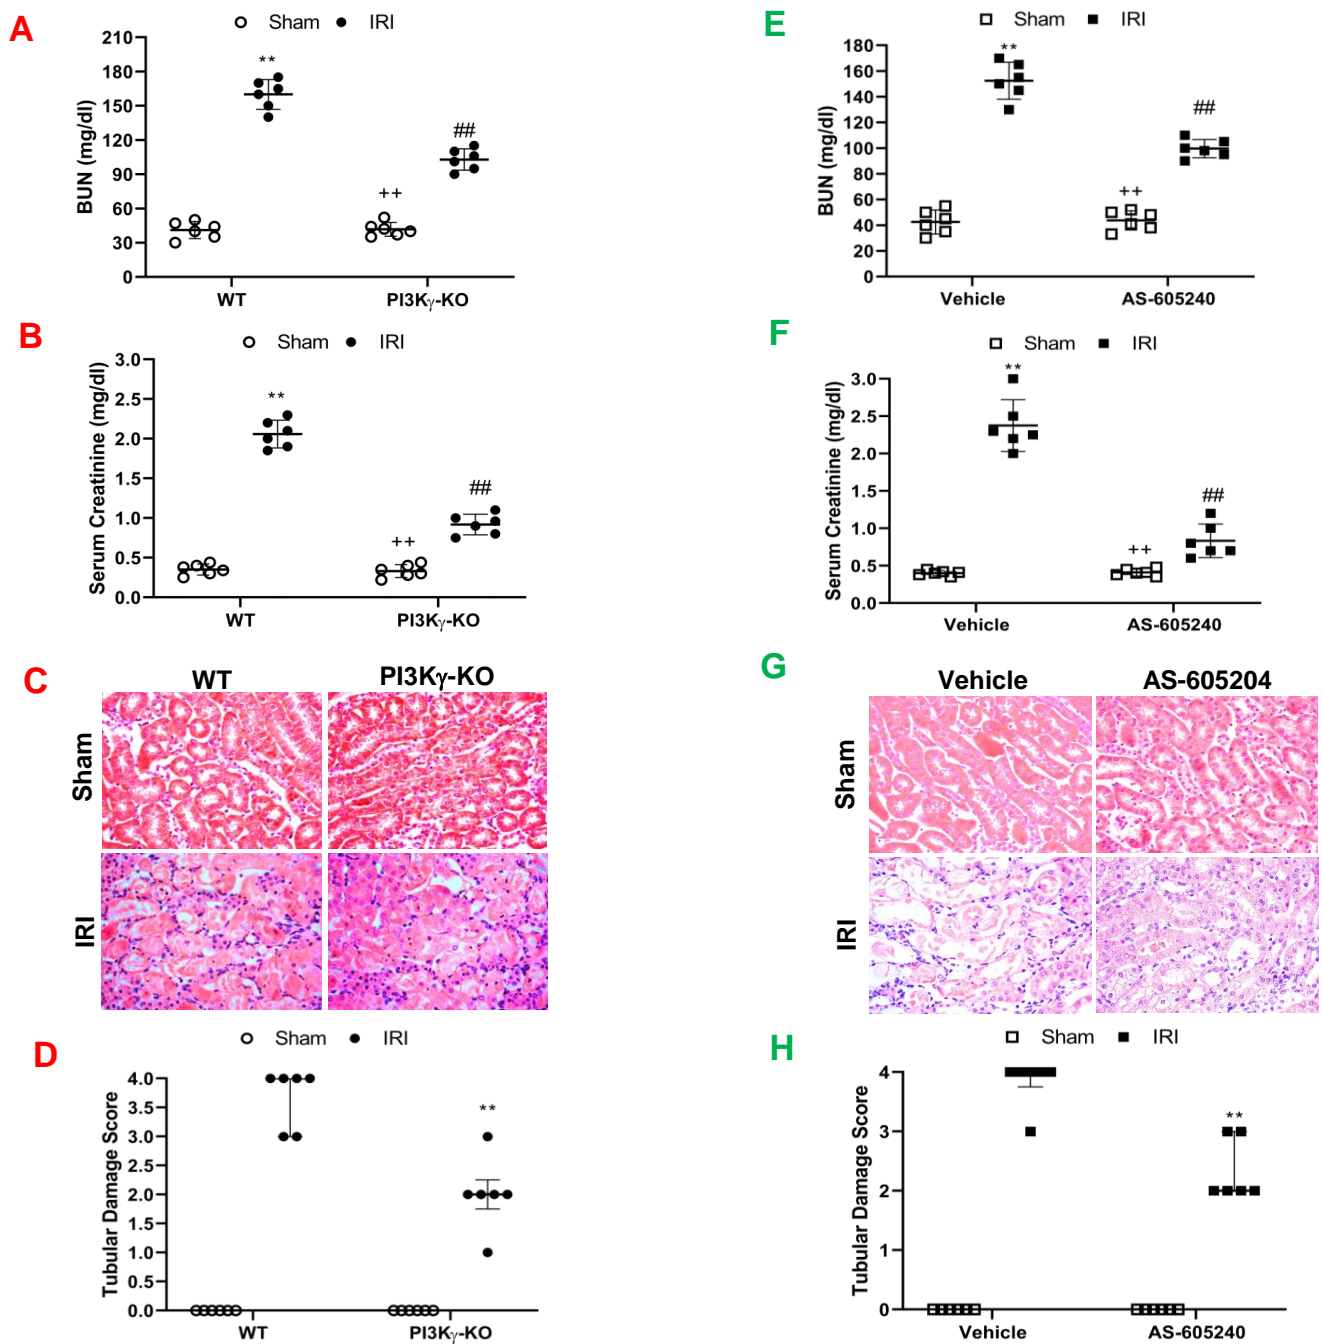 A
Sham IRI
BUN (mg/dl)
210
180
150
120
90
60
30
0
**
++
##
WT
PI3Kγ-KO
B
Sham IRI
Serum Creatinine (mg/dl)
3.0
2.5
2.0
1.5
1.0
0.5
0.0
**
++
##
WT
PI3Kγ-KO
C
WT
PI3Kγ-KO
Sham
IRI
D
Sham IRI
Tubular Damage Score
4.0
3.5
3.0
2.5
2.0
1.5
1.0
0.5
0.0
**
WT
PI3Kγ-KO
E
Sham IRI
BUN (mg/dl)
180
160
140
120
100
80
60
40
20
0
**
++
##
Vehicle
AS-605240
F
Sham IRI
Serum Creatinine (mg/dl)
3.0
2.5
2.0
1.5
1.0
0.5
0.0
**
++
##
Vehicle
AS-605240
G
Vehicle
AS-605204
Sham
IRI
H
Sham IRI
Tubular Damage Score
4
3
2
1
0
**
Vehicle
AS-605240